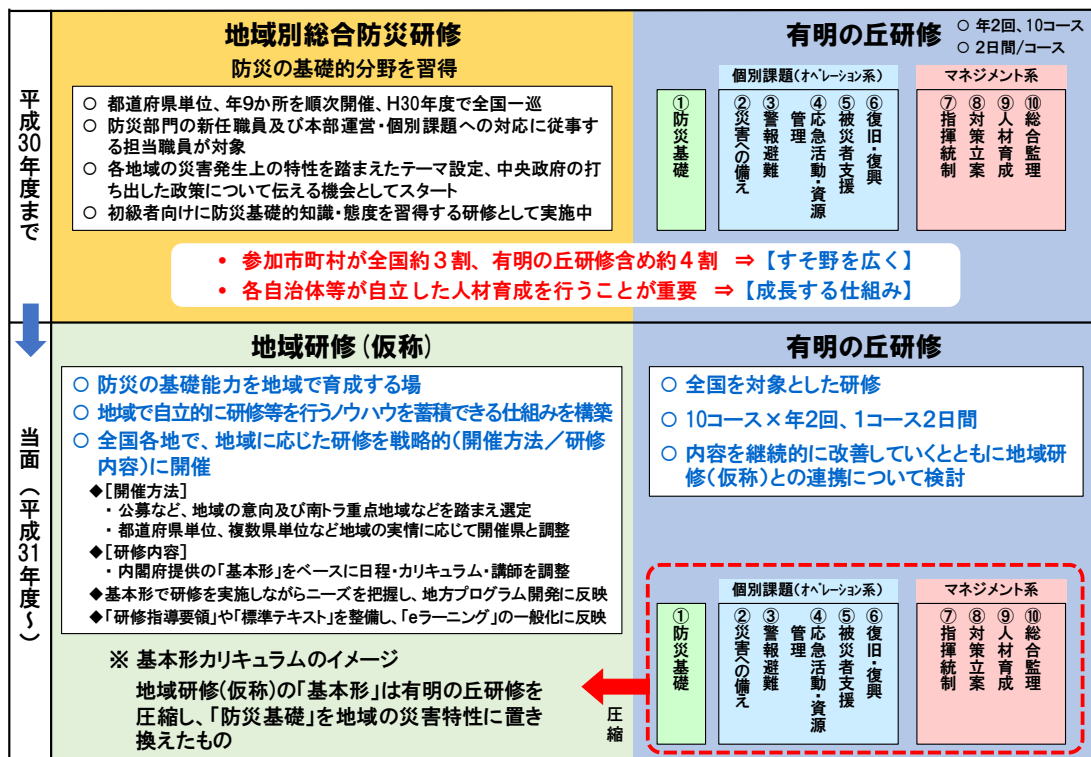 平成30年度まで
地域別総合防災研修
防災の基礎的分野を習得
○ 都道府県単位、年9か所を順次開催、H30年度で全国一巡
○ 防災部門の新任職員及び本部運営・個別課題への対応に従事する
担当職員が対象
○ 各地域の災害発生上の特性を踏まえたテーマ設定、中央政府の打
ち出した政策について伝える機会としてスタート
○ 初級者向けに防災基礎的知識・態度を習得する研修として実施中
有明の丘研修
○ 年2回、10コース
○ 2日間/コース
個別課題(オペレーション系)
マネジメント系
①防災基礎
②災害への備え
③警報避難
④応急活動・資源
管理
⑤被災者支援
⑥復旧・復興
⑦指揮統制
⑧対策立案
⑨人材育成
⑩総合監理
• 参加市町村が全国約3割、有明の丘研修含め約4割 ⇒【すそ野を広く】
• 各自治体等が自立した人材育成を行うことが重要 ⇒【成長する仕組み】
当面(平成31年度~)
地域研修(仮称)
○ 防災の基礎能力を地域で育成する場
○ 地域で自立的に研修等を行うノウハウを蓄積できる仕組みを構築
○ 全国各地で、地域に応じた研修を戦略的(開催方法/研修
内容)に開催
◆[開催方法]
・ 公募など、地域の意向及び南トラ重点地域などを踏まえ選定
・ 都道府県単位、複数県単位など地域の実情に応じて開催県と調整
◆[研修内容]
・ 内閣府提供の「基本形」をベースに日程・カリキュラム・講師を調整
◆基本形で研修を実施しながらニーズを把握し、地方プログラム開発に反映
◆「研修指導要領」や「標準テキスト」を整備し、「eラーニング」の一般化に反映
※ 基本形カリキュラムのイメージ
地域研修(仮称)の「基本形」は有明の丘研修を
圧縮し、「防災基礎」を地域の災害特性に置き
換えたもの
圧縮
有明の丘研修
○ 全国を対象とした研修
○ 10コース×年2回、1コース2日間
○ 内容を継続的に改善していくとともに地域研
修(仮称)との連携について検討
個別課題(オペレーション系)
マネジメント系
①防災基礎
②災害への備え
③警報避難
④応急活動・資源
管理
⑤被災者支援
⑥復旧・復興
⑦指揮統制
⑧対策立案
⑨人材育成
⑩総合監理